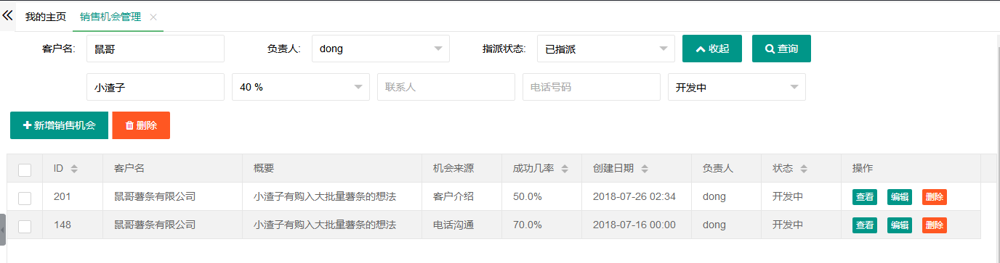 我的主页 销售机会管理
客户名: 鼠哥 负责人: dong 指派状态: 已指派 收起 查询
小渣子 40 % 联系人 电话号码 开发中
新增销售机会 删除
ID 客户名 概要 机会来源 成功几率 创建日期 负责人 状态 操作
201 鼠哥薯条有限公司 小渣子有购入大批量薯条的想法 客户介绍 50.0% 2018-07-26 02:34 dong 开发中 查看 编辑 删除
148 鼠哥薯条有限公司 小渣子有购入大批量薯条的想法 电话沟通 70.0% 2018-07-16 00:00 dong 开发中 查看 编辑 删除